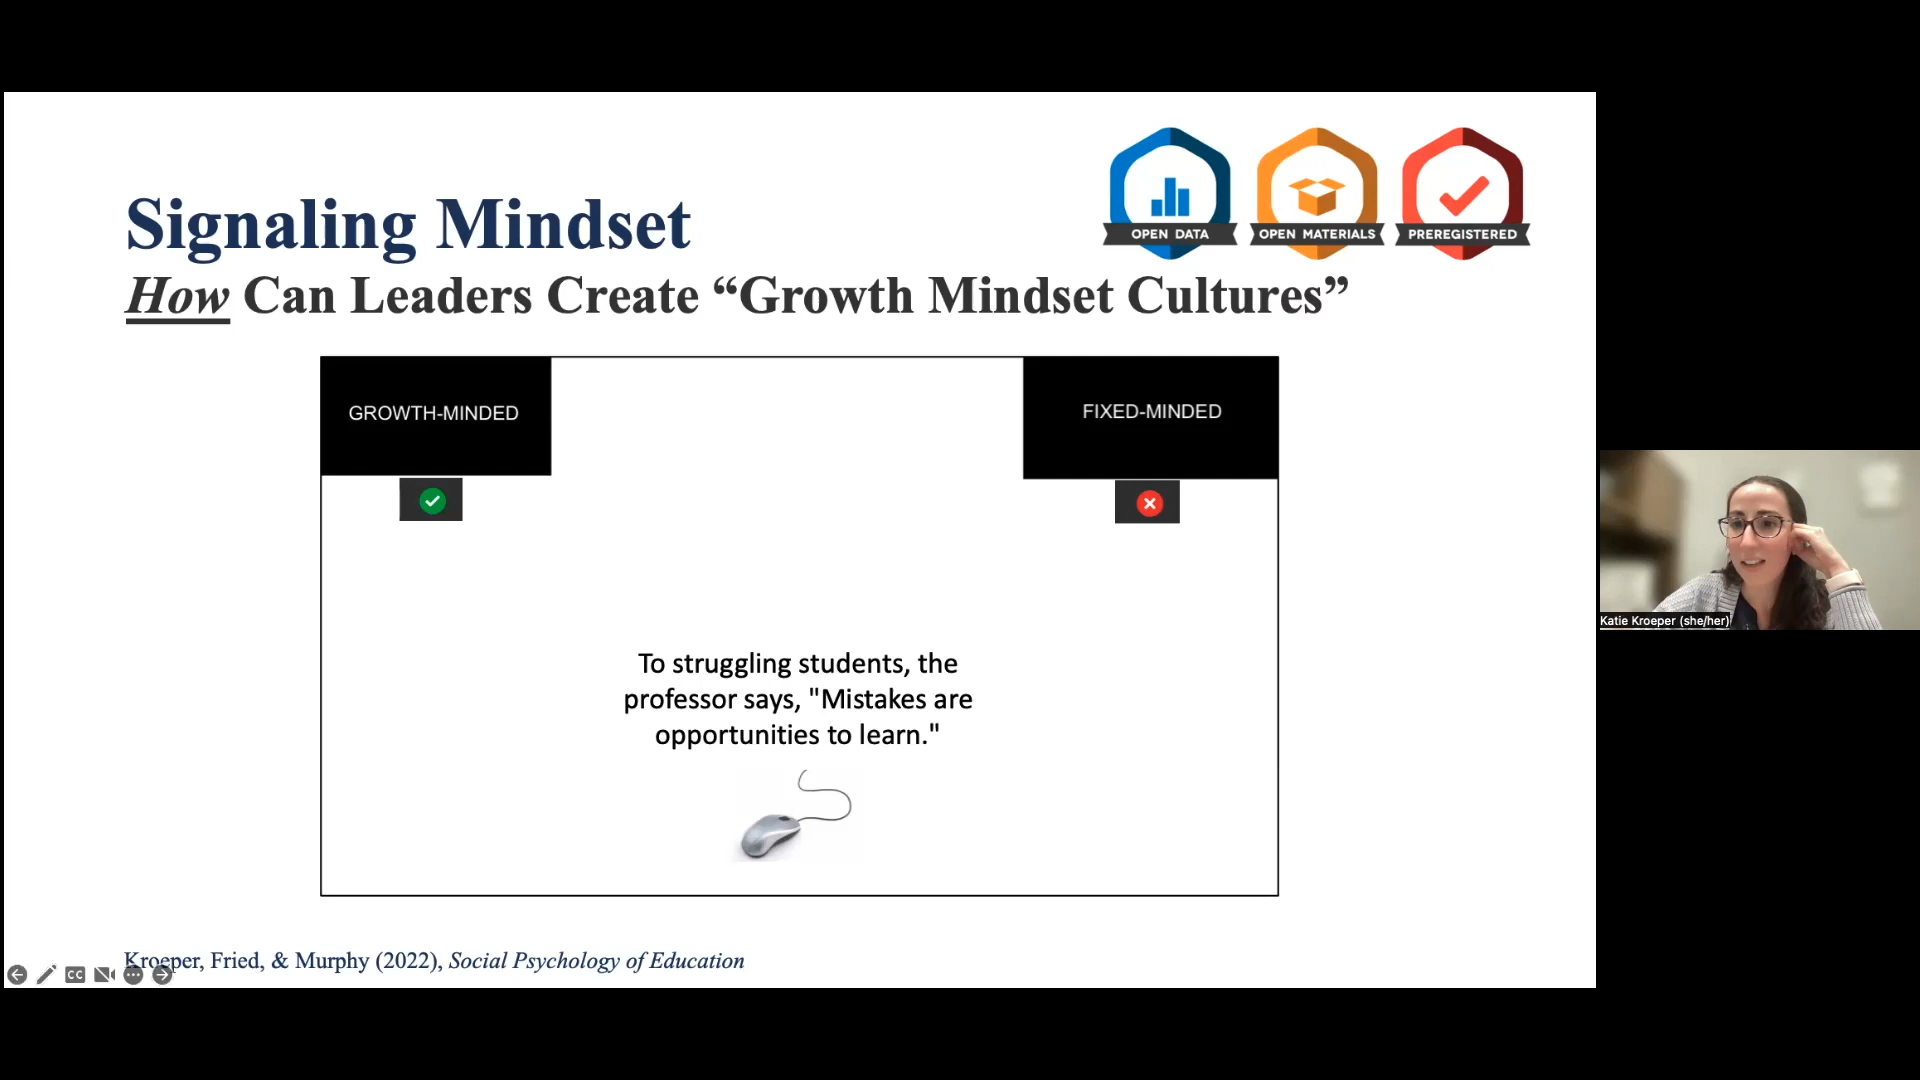 OPEN DATA
OPEN MATERIALS
PREREGISTERED
Signaling Mindset
How Can Leaders Create “Growth Mindset Cultures”
GROWTH-MINDED
FIXED-MINDED
To struggling students, the
professor says, "Mistakes are
opportunities to learn."
Katie Kroeper (she/her)
Kroeper, Fried, & Murphy (2022), Social Psychology of Education
CC